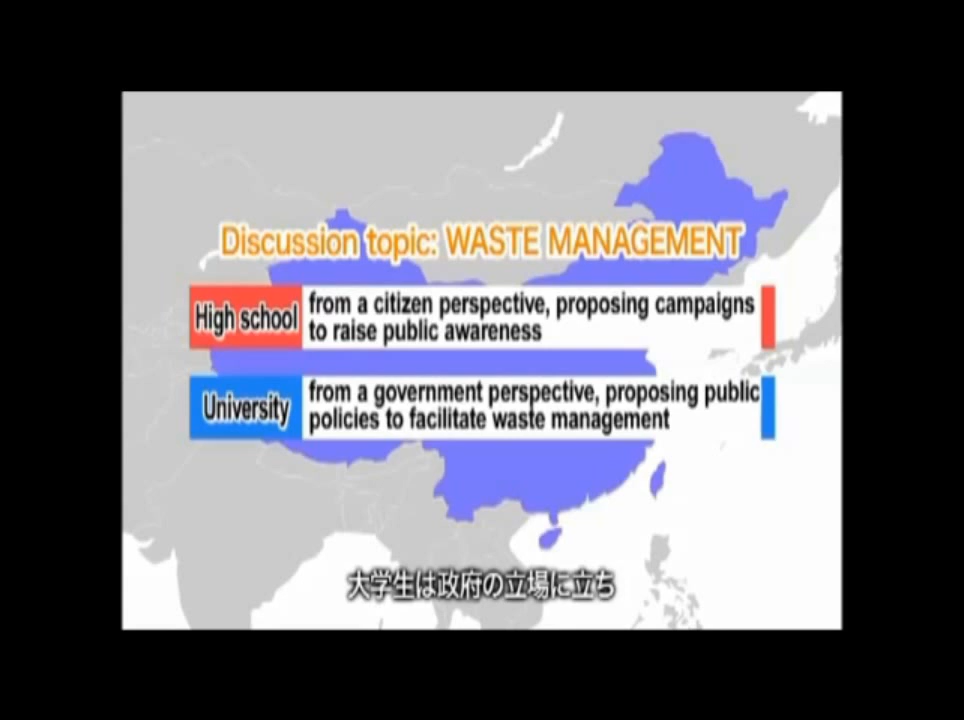 Discussion topic: WASTE MANAGEMENT
High school
from a citizen perspective, proposing campaigns
to raise public awareness
University
from a government perspective, proposing public
policies to facilitate waste management
大学生は政府の立場に立ち